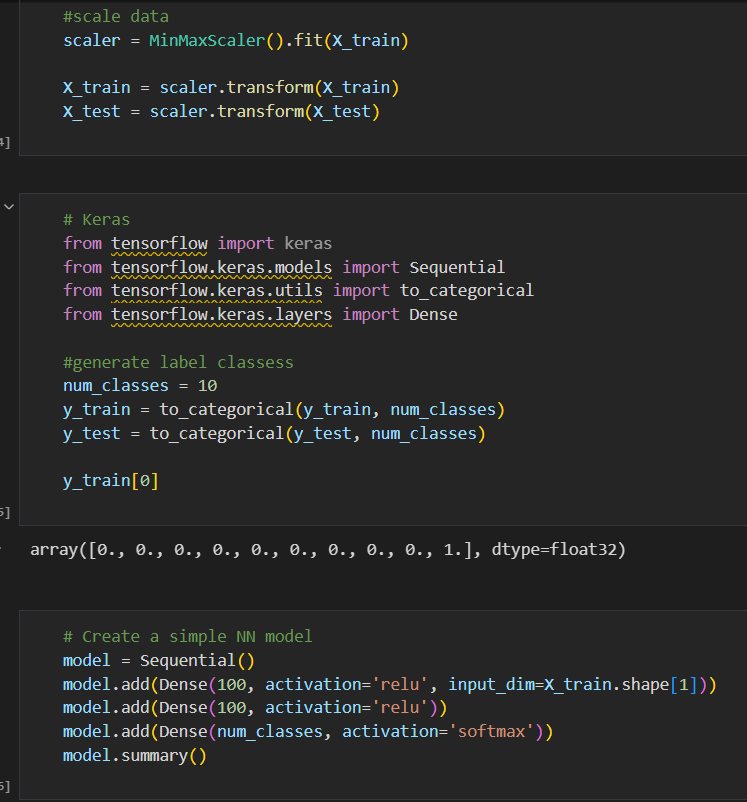 #scale data
scaler = MinMaxScaler().fit(X_train)
X_train = scaler.transform(X_train)
X_test = scaler.transform(X_test)
4]
# Keras
from tensorflow import keras
from tensorflow.keras.models import Sequential
from tensorflow.keras.utils import to_categorical
from tensorflow.keras.layers import Dense
#generate label classess
num_classes = 10
y_train = to_categorical(y_train, num_classes)
y_test = to_categorical(y_test, num_classes)
y_train[0]
5]
array([0., 0., 0., 0., 0., 0., 0., 0., 0., 1.], dtype=float32)
# Create a simple NN model
model = Sequential()
model.add(Dense(100, activation='relu', input_dim=X_train.shape[1]))
model.add(Dense(100, activation='relu'))
model.add(Dense(num_classes, activation='softmax'))
model.summary()
6]